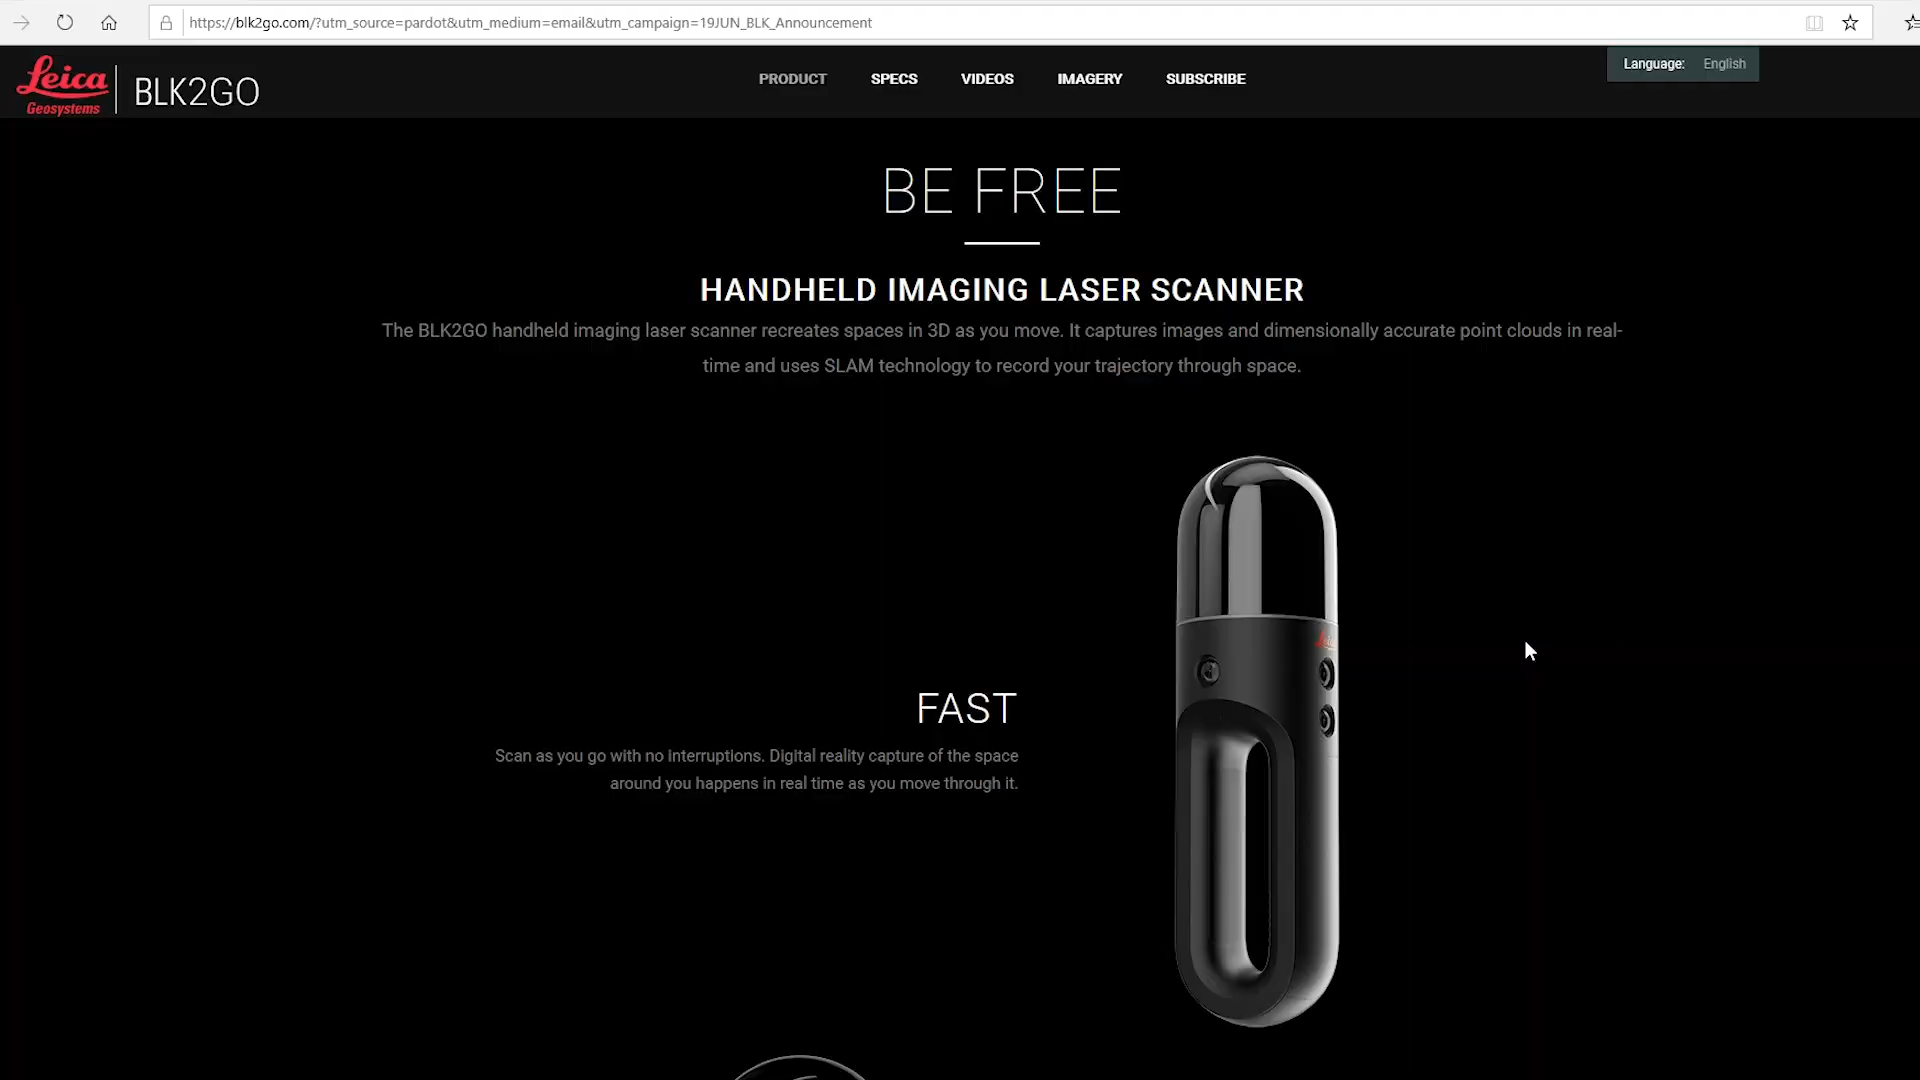 https://blk2go.com/?utm_source=pardot&utm_medium=email&utm_campaign=19JUN_BLK_Announcement
Leica
Geosystems
BLK2GO
PRODUCT
SPECS
VIDEOS
IMAGERY
SUBSCRIBE
Language: English
BE FREE
HANDHELD IMAGING LASER SCANNER
The BLK2GO handheld imaging laser scanner recreates spaces in 3D as you move. It captures images and dimensionally accurate point clouds in real-
time and uses SLAM technology to record your trajectory through space.
Leica
FAST
Scan as you go with no interruptions. Digital reality capture of the space
around you happens in real time as you move through it.